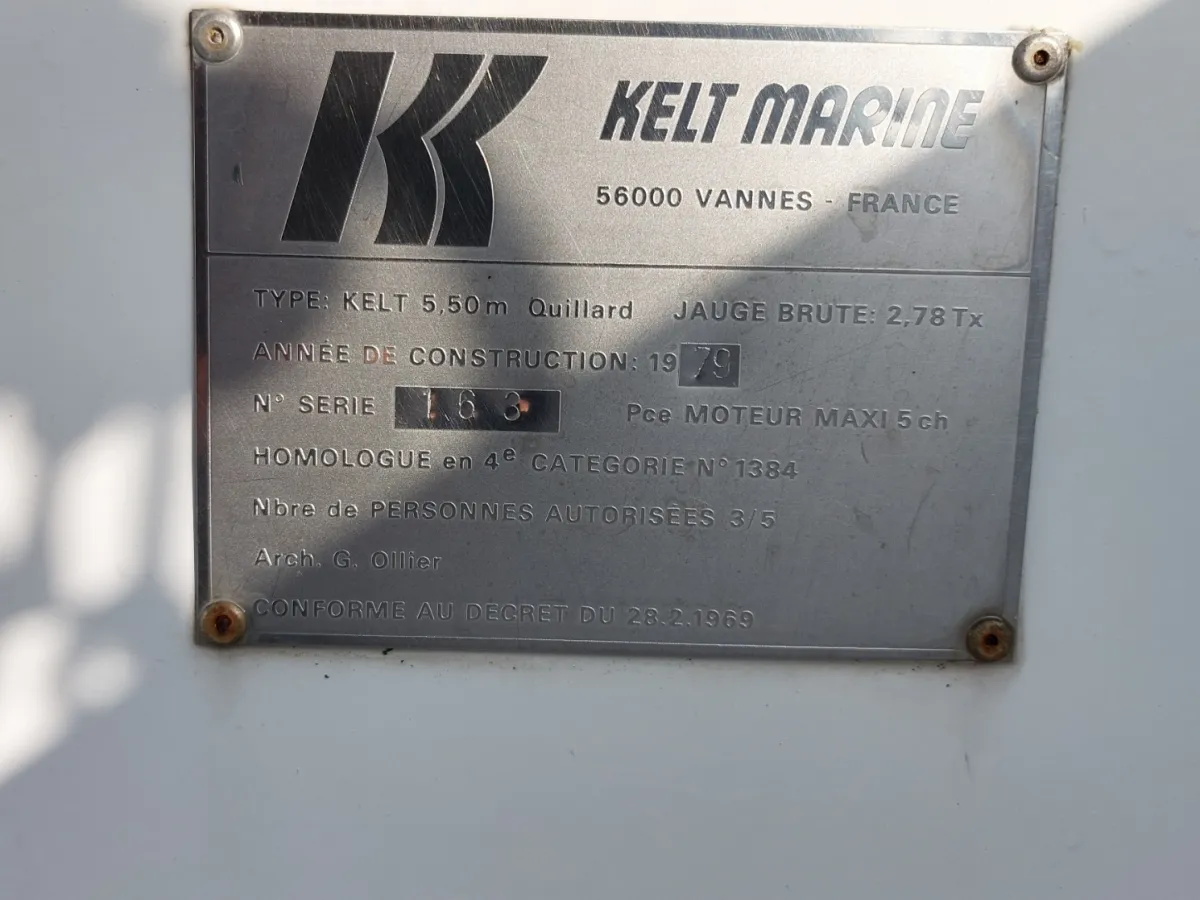 KELT MARINE
56000 VANNES - FRANCE
TYPE: KELT 5,50 m Quillard JAUGE BRUTE: 2,78 Tx
ANNÉE DE CONSTRUCTION: 1979
N° SERIE 163 Pce MOTEUR MAXI 5 ch
HOMOLOGUE en 4e CATEGORIE N° 1384
Nbre de PERSONNES AUTORISÉES 3/5
Arch. G. Ollier
CONFORME AU DECRET DU 28.2.1969